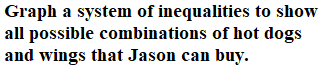 Graph a system of inequalities to show
all possible combinations of hot dogs
and wings that Jason can buy.